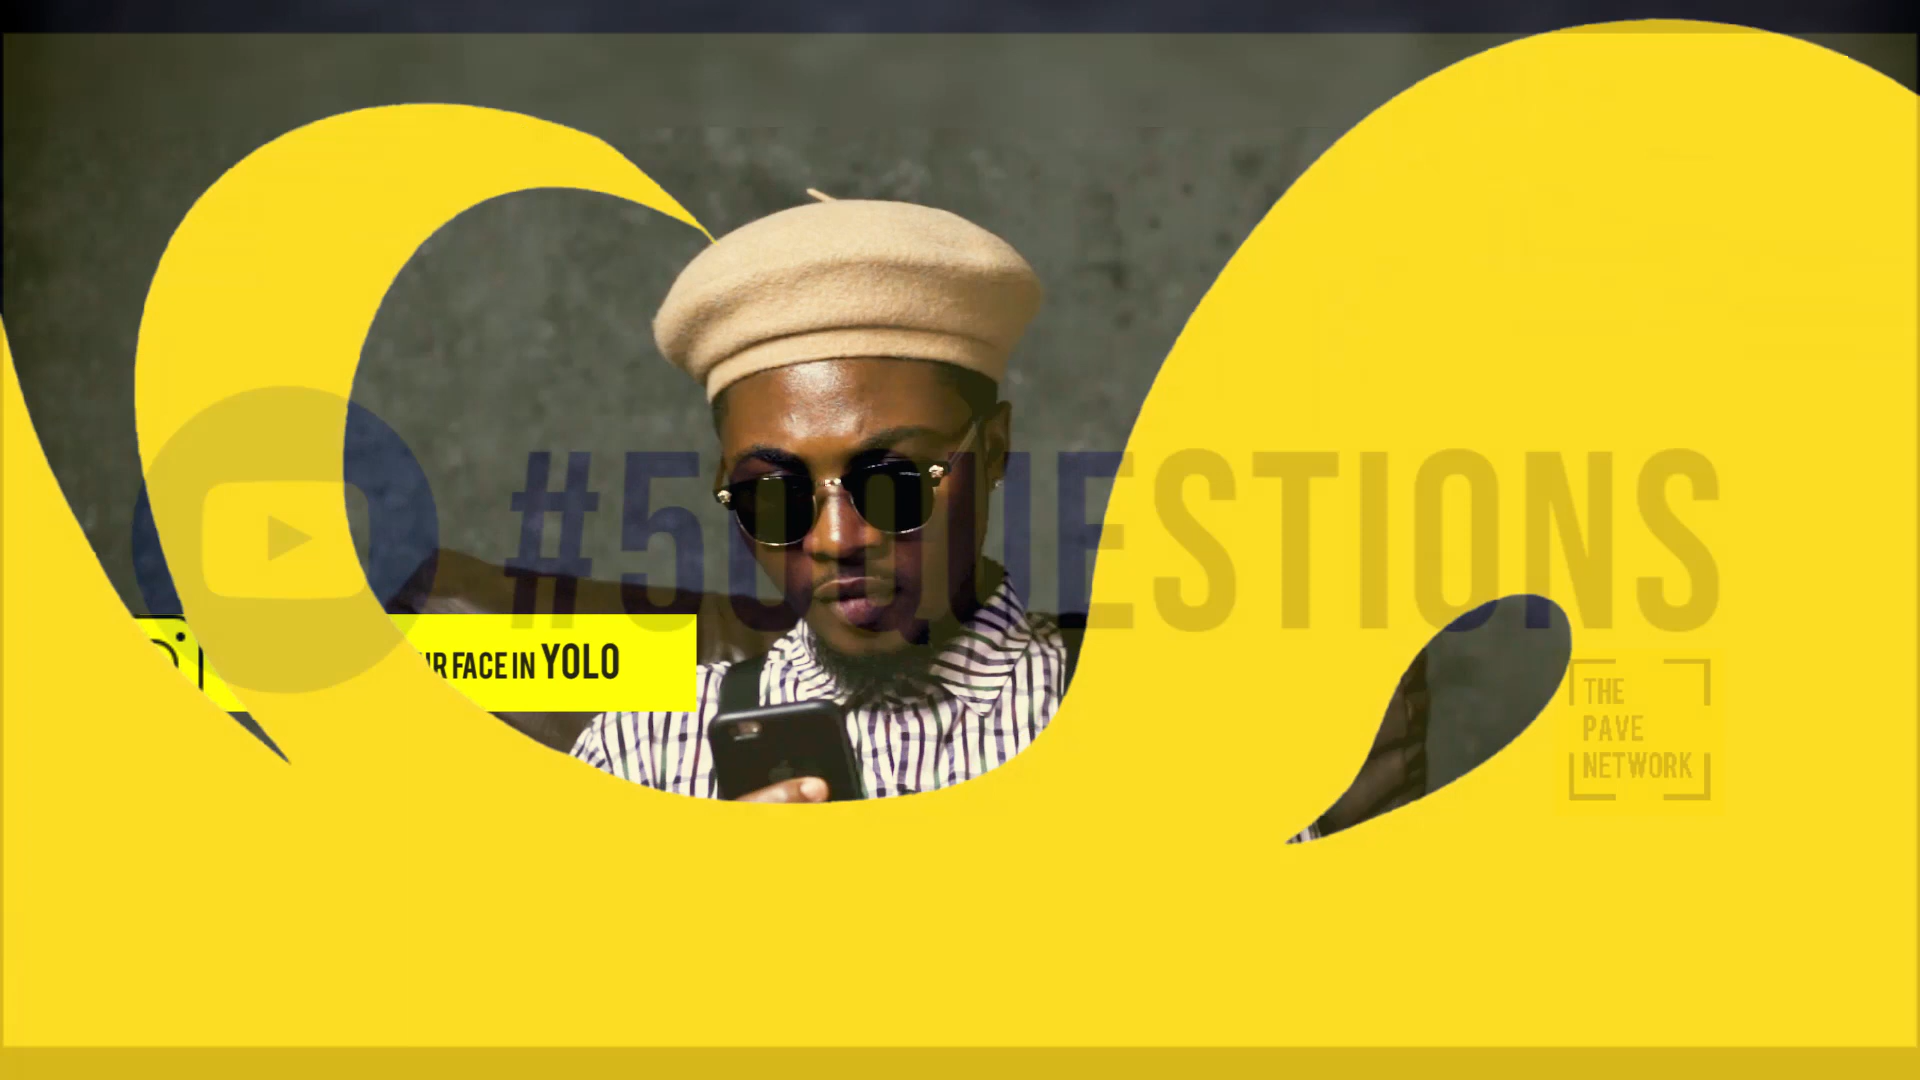 #50QUESTIONS
FACE IN YOLO
THE
PAVE
NETWORK